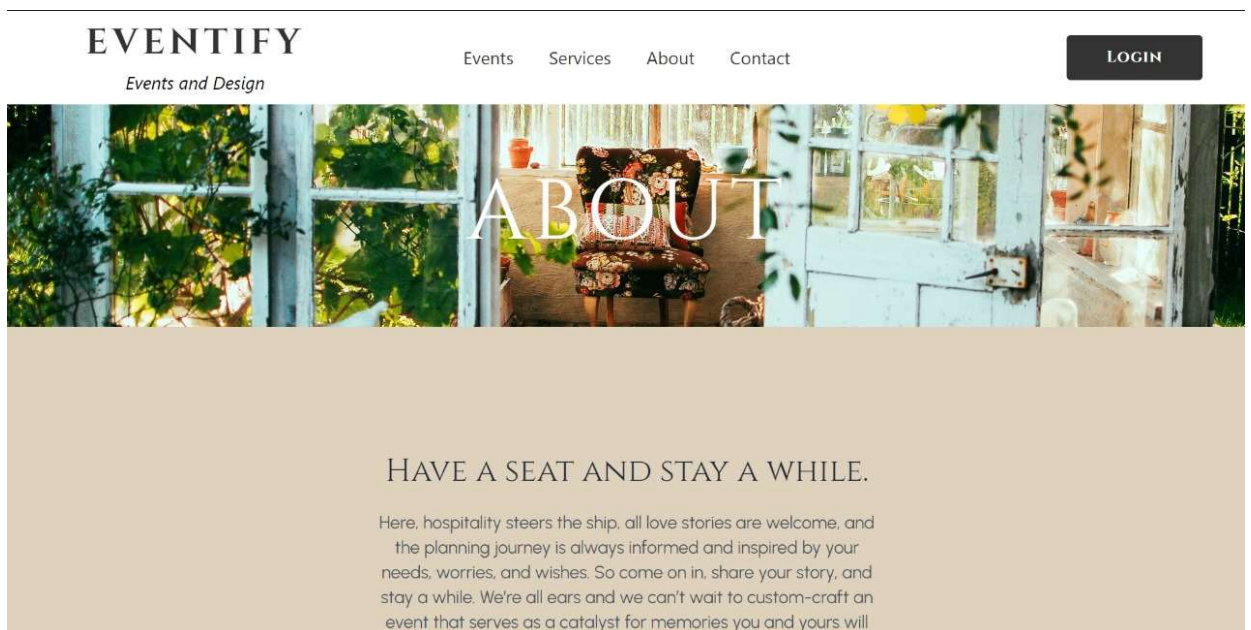 EVENTIFY
Events and Design
Events Services About Contact
LOGIN
ABOUT
HAVE A SEAT AND STAY A WHILE.
Here, hospitality steers the ship, all love stories are welcome, and
the planning journey is always informed and inspired by your
needs, worries, and wishes. So come on in, share your story, and
stay a while. We're all ears and we can't wait to custom-craft an
event that serves as a catalyst for memories you and yours will